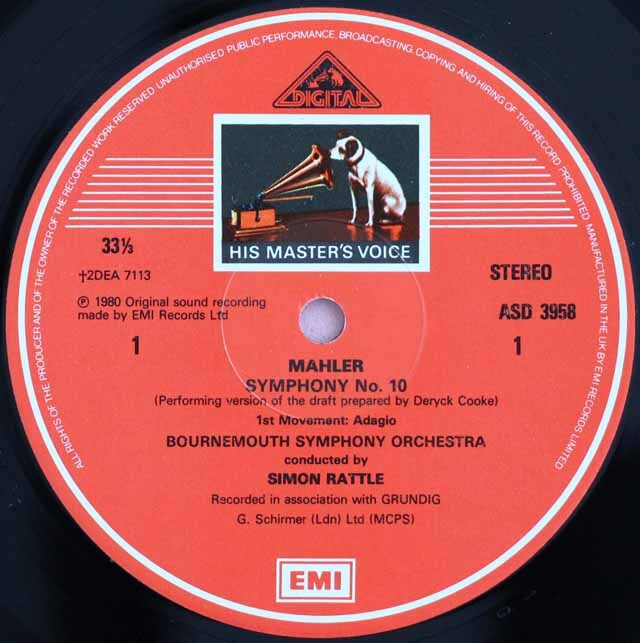 ALL RIGHTS OF THE PRODUCER AND OF THE OWNER OF THE RECORDED WORK RESERVED UNAUTHORISED PUBLIC PERFORMANCE, BROADCASTING, COPYING AND HIRING OF THIS RECORD PROHIBITED. MANUFACTURED IN THE UK BY EMI RECORDS LIMITED
DIGITAL
HIS MASTER'S VOICE
33⅓
†2DEA 7113
STEREO
℗ 1980 Original sound recording
made by EMI Records Ltd
ASD 3958
1
1
MAHLER
SYMPHONY No. 10
(Performing version of the draft prepared by Deryck Cooke)
1st Movement: Adagio
BOURNEMOUTH SYMPHONY ORCHESTRA
conducted by
SIMON RATTLE
Recorded in association with GRUNDIG
G. Schirmer (Ldn) Ltd (MCPS)
EMI